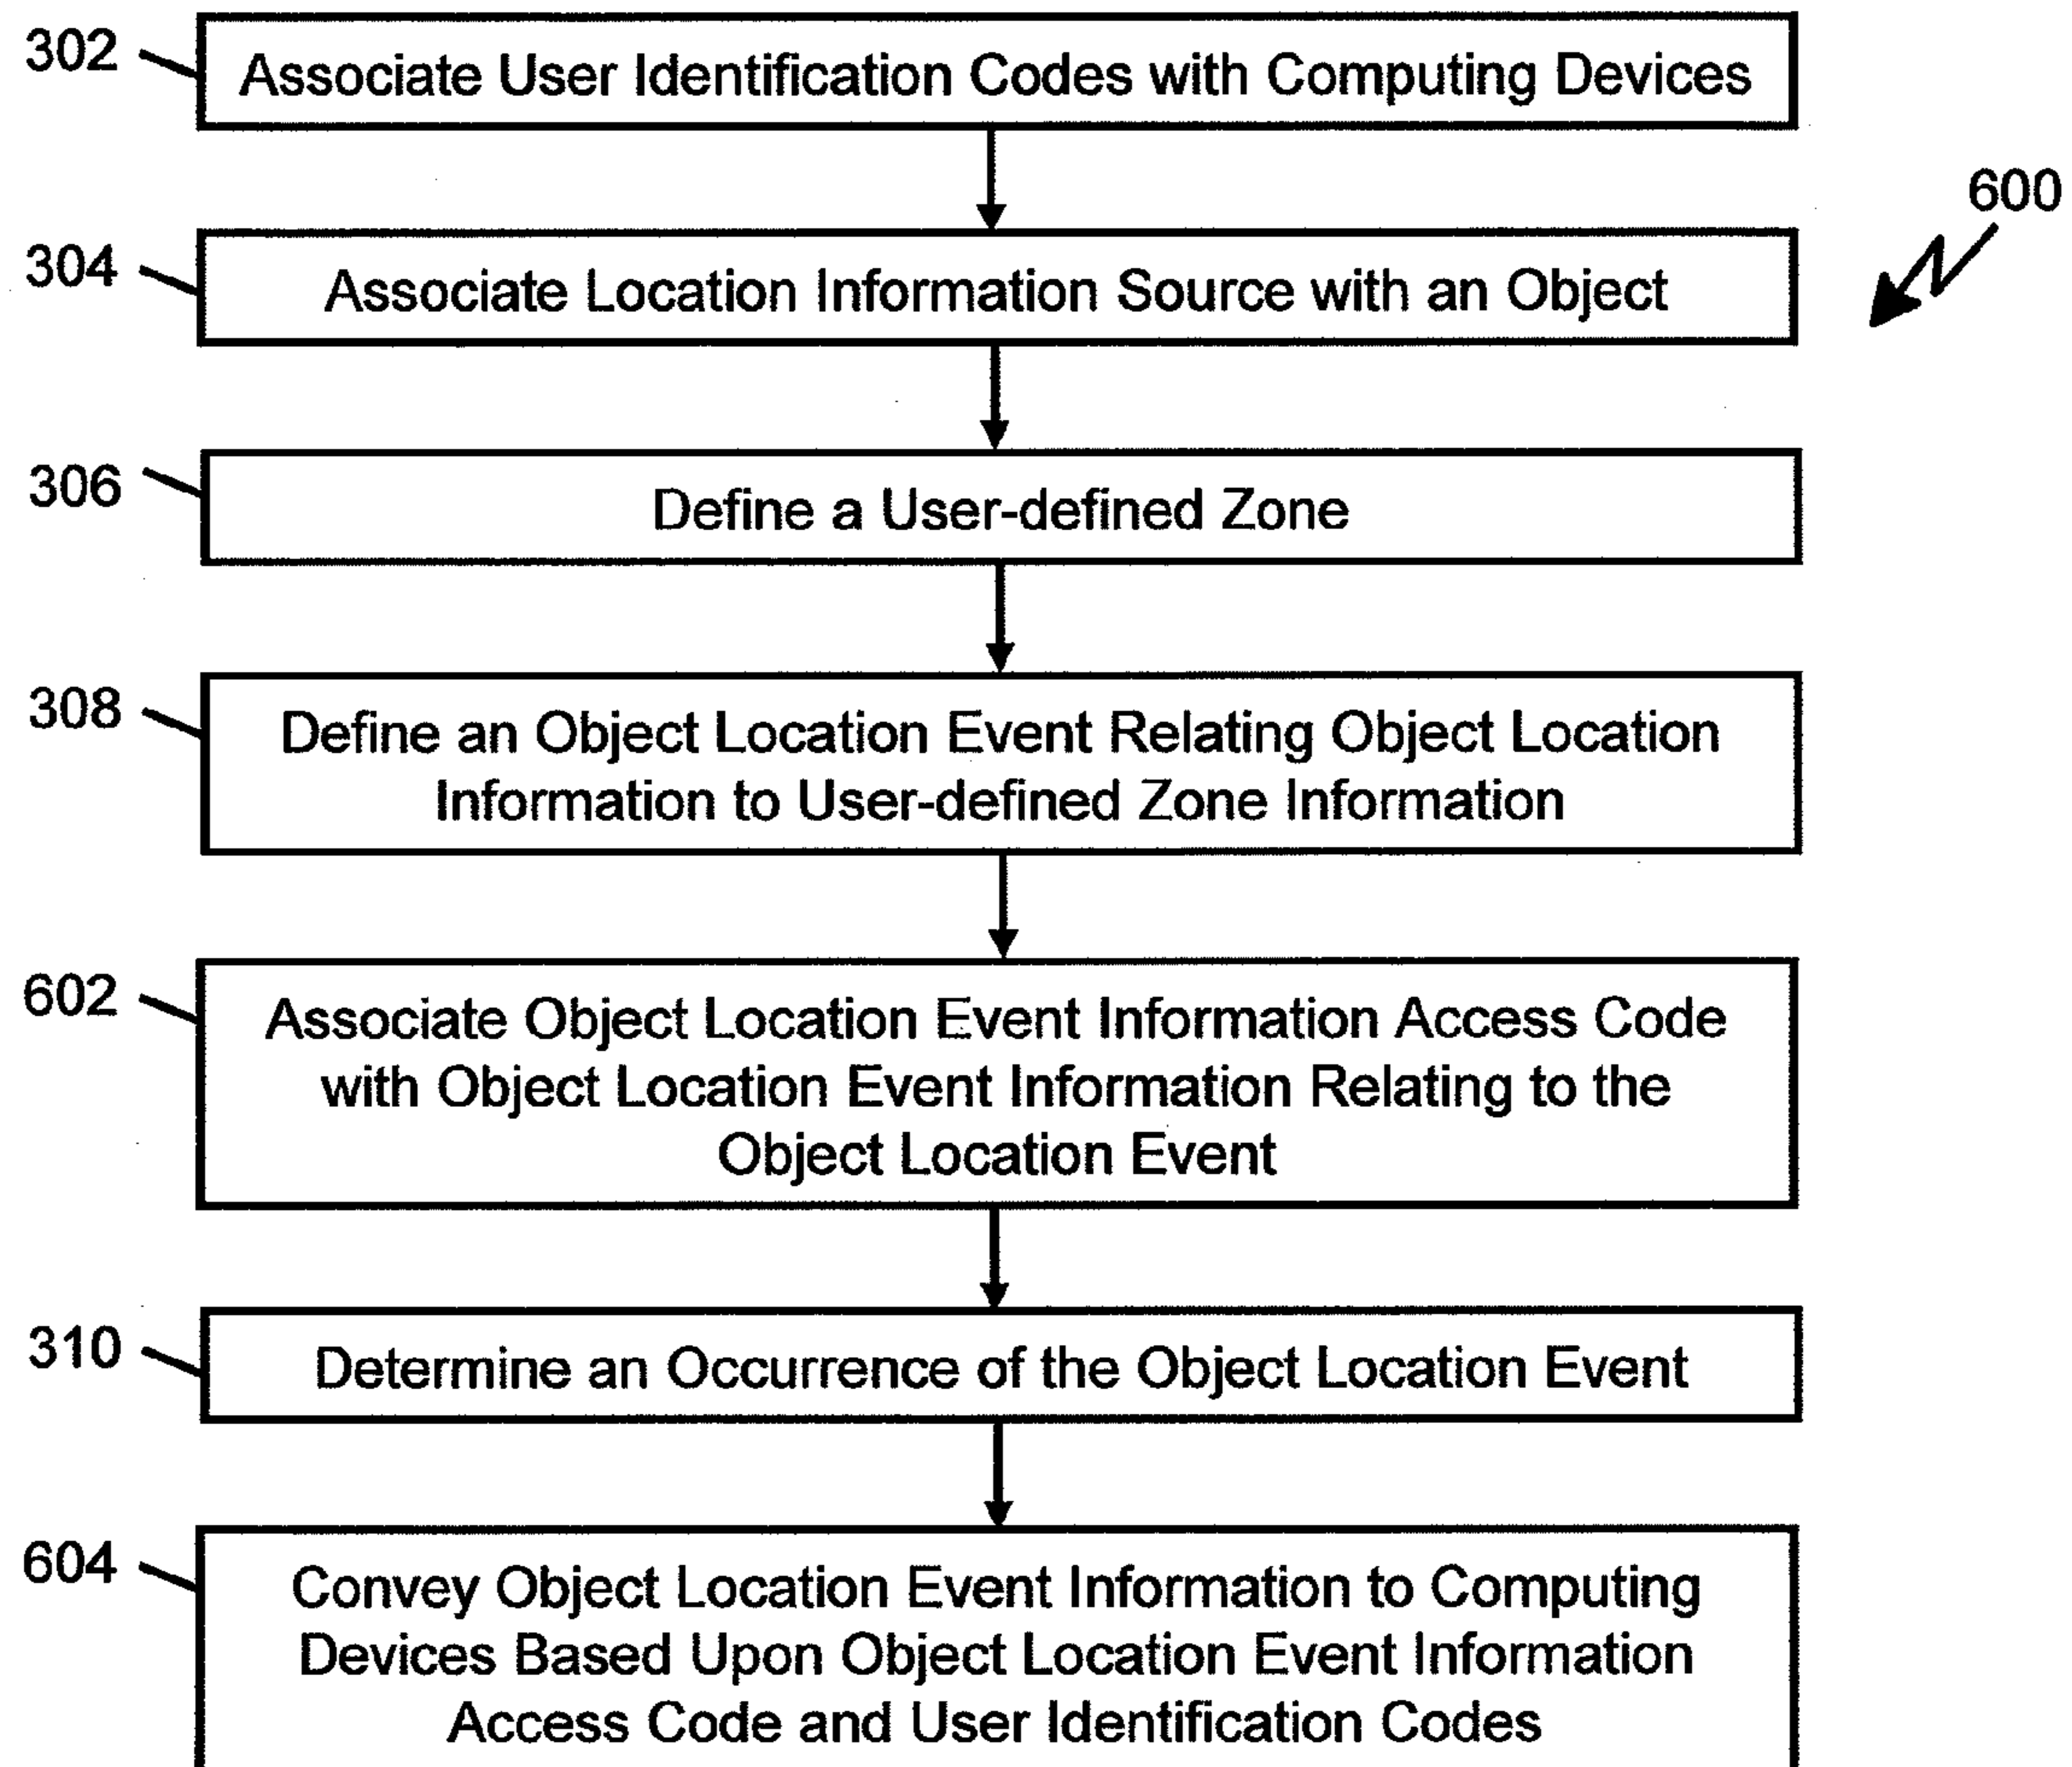 302
Associate User Identification Codes with Computing Devices
600
304
Associate Location Information Source with an Object
306
Define a User-defined Zone
308
Define an Object Location Event Relating Object Location
Information to User-defined Zone Information
602
Associate Object Location Event Information Access Code
with Object Location Event Information Relating to the
Object Location Event
310
Determine an Occurrence of the Object Location Event
604
Convey Object Location Event Information to Computing
Devices Based Upon Object Location Event Information
Access Code and User Identification Codes